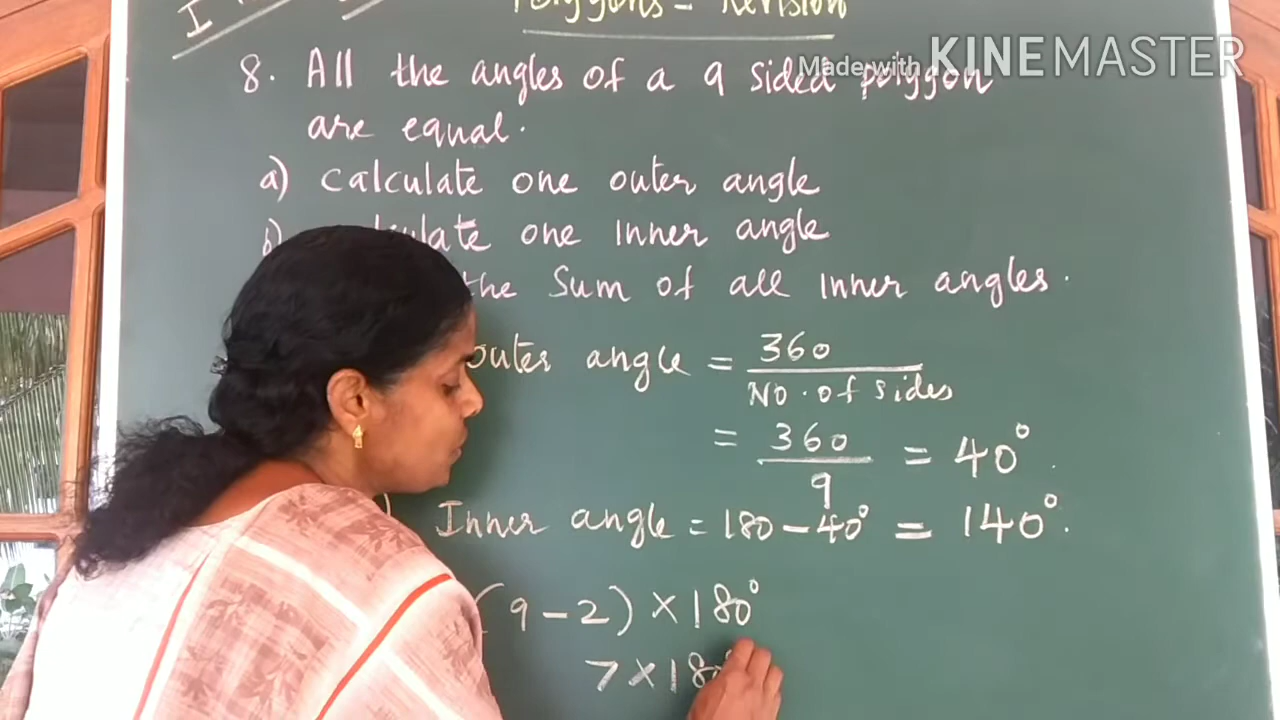 I
Polygons - Revision
Made with KINEMASTER
8. All the angles of a 9 sided polygon
are equal.
a) Calculate one outer angle
b) one inner angle
the Sum of all inner angles.
outer angle = 360 / No. of sides
= 360 / 9 = 40°
Inner angle = 180 - 40° = 140°.
(9 - 2) × 180°
7 × 180